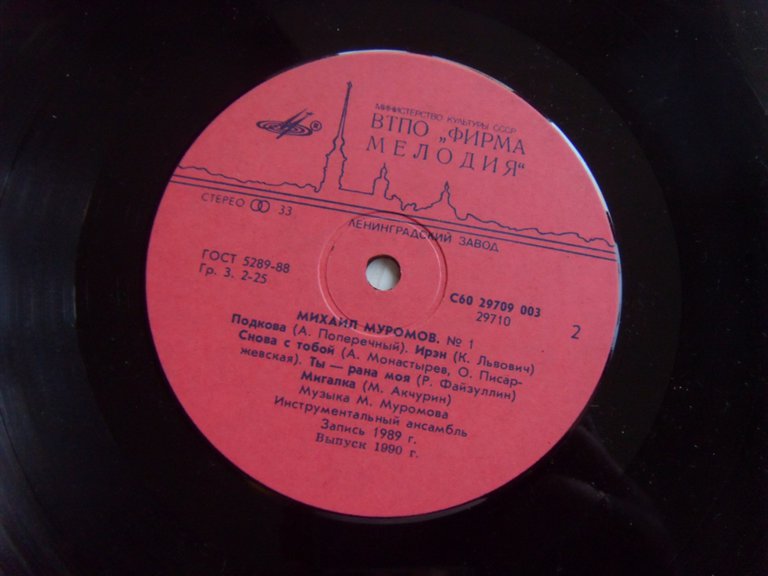 МИНИСТЕРСТВО КУЛЬТУРЫ СССР
ВТПО „ФИРМА
МЕЛОДИЯ“
СТЕРЕО 33
ЛЕНИНГРАДСКИЙ ЗАВОД
ГОСТ 5289-88
Гр. 3. 2-25
С60 29709 003
29710
2
МИХАИЛ МУРОМОВ. № 1
Подкова (А. Поперечный). Ирэн (К. Львович)
Снова с тобой (А. Монастырев, О. Писар-
жевская). Ты — рана моя (Р. Файзуллин)
Мигалка (М. Акчурин)
Музыка М. Муромова
Инструментальный ансамбль
Запись 1989 г.
Выпуск 1990 г.